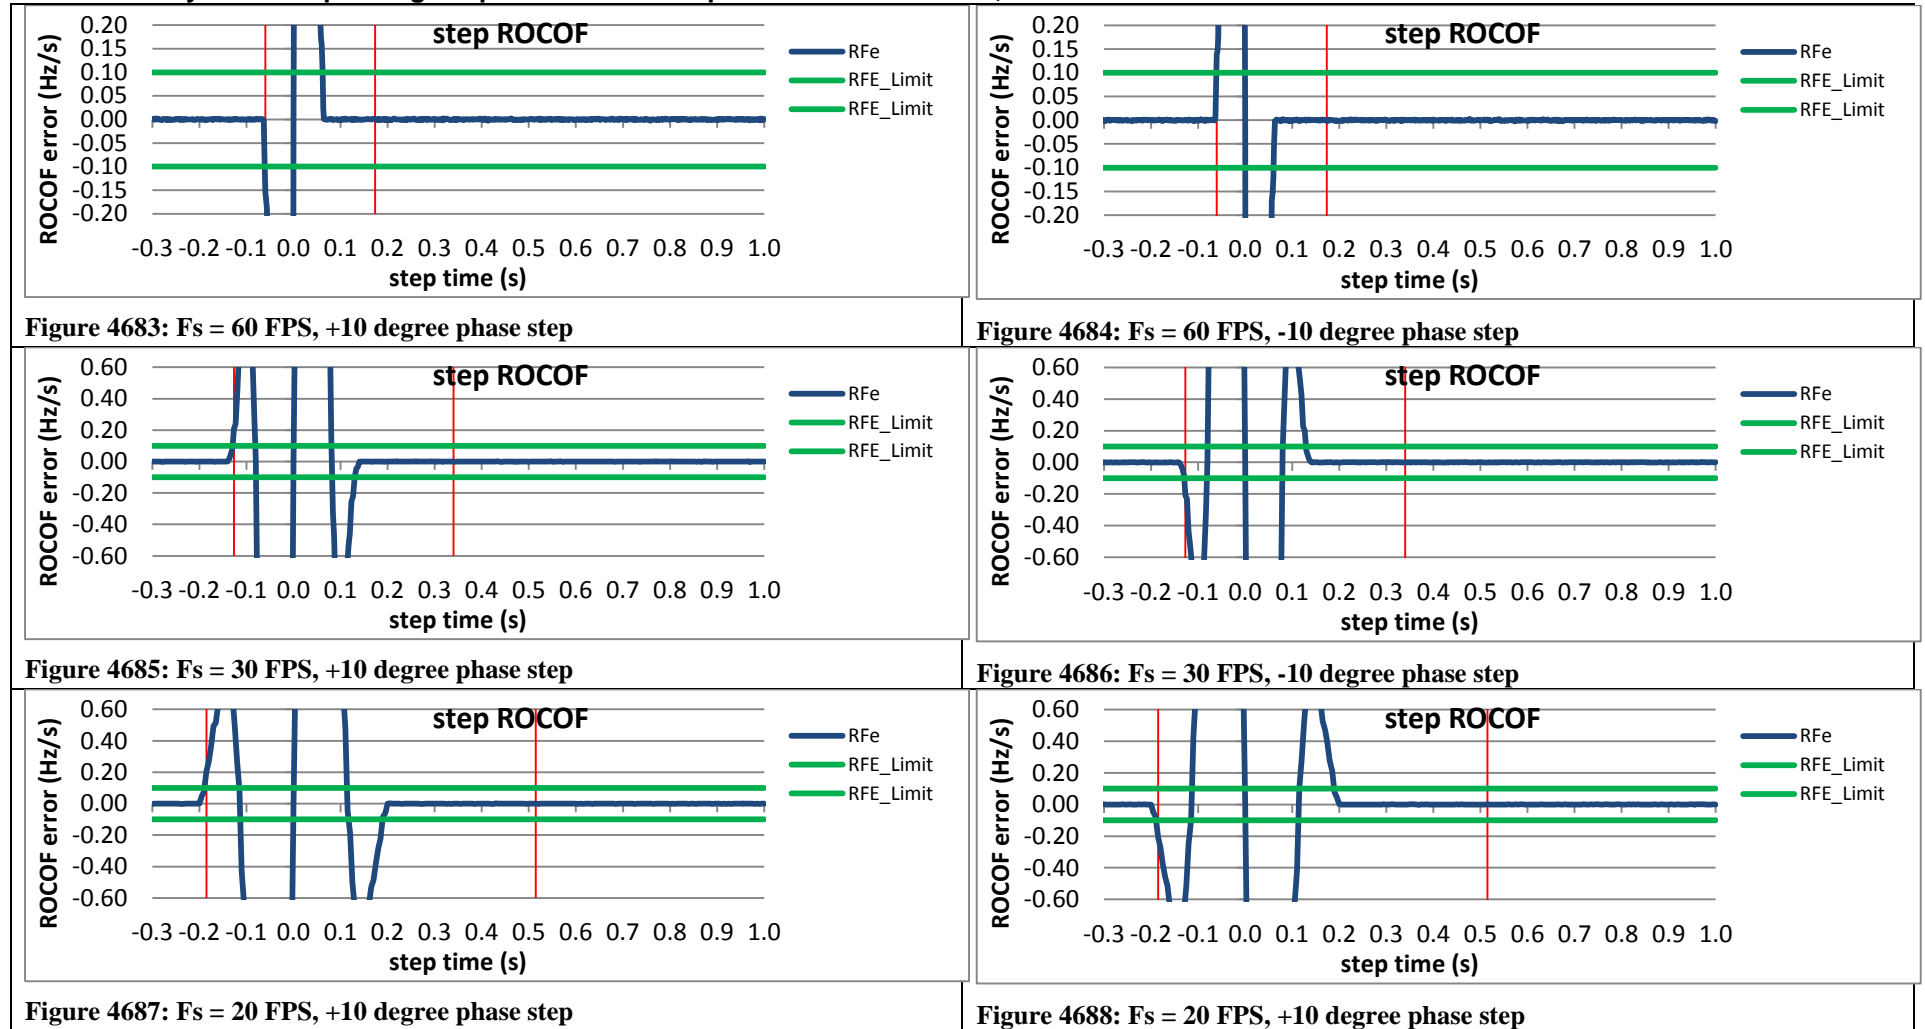 step ROCOF
ROCOF error (Hz/s)
0.20
0.15
0.10
0.05
0.00
-0.05
-0.10
-0.15
-0.20
-0.3 -0.2 -0.1 0.0 0.1 0.2 0.3 0.4 0.5 0.6 0.7 0.8 0.9 1.0
step time (s)
RFe
RFE_Limit
RFE_Limit
Figure 4683: Fs = 60 FPS, +10 degree phase step
step ROCOF
ROCOF error (Hz/s)
0.20
0.15
0.10
0.05
0.00
-0.05
-0.10
-0.15
-0.20
-0.3 -0.2 -0.1 0.0 0.1 0.2 0.3 0.4 0.5 0.6 0.7 0.8 0.9 1.0
step time (s)
RFe
RFE_Limit
RFE_Limit
Figure 4684: Fs = 60 FPS, -10 degree phase step
step ROCOF
ROCOF error (Hz/s)
0.60
0.40
0.20
0.00
-0.20
-0.40
-0.60
-0.3 -0.2 -0.1 0.0 0.1 0.2 0.3 0.4 0.5 0.6 0.7 0.8 0.9 1.0
step time (s)
RFe
RFE_Limit
RFE_Limit
Figure 4685: Fs = 30 FPS, +10 degree phase step
step ROCOF
ROCOF error (Hz/s)
0.60
0.40
0.20
0.00
-0.20
-0.40
-0.60
-0.3 -0.2 -0.1 0.0 0.1 0.2 0.3 0.4 0.5 0.6 0.7 0.8 0.9 1.0
step time (s)
RFe
RFE_Limit
RFE_Limit
Figure 4686: Fs = 30 FPS, -10 degree phase step
step ROCOF
ROCOF error (Hz/s)
0.60
0.40
0.20
0.00
-0.20
-0.40
-0.60
-0.3 -0.2 -0.1 0.0 0.1 0.2 0.3 0.4 0.5 0.6 0.7 0.8 0.9 1.0
step time (s)
RFe
RFE_Limit
RFE_Limit
Figure 4687: Fs = 20 FPS, +10 degree phase step
step ROCOF
ROCOF error (Hz/s)
0.60
0.40
0.20
0.00
-0.20
-0.40
-0.60
-0.3 -0.2 -0.1 0.0 0.1 0.2 0.3 0.4 0.5 0.6 0.7 0.8 0.9 1.0
step time (s)
RFe
RFE_Limit
RFE_Limit
Figure 4688: Fs = 20 FPS, +10 degree phase step